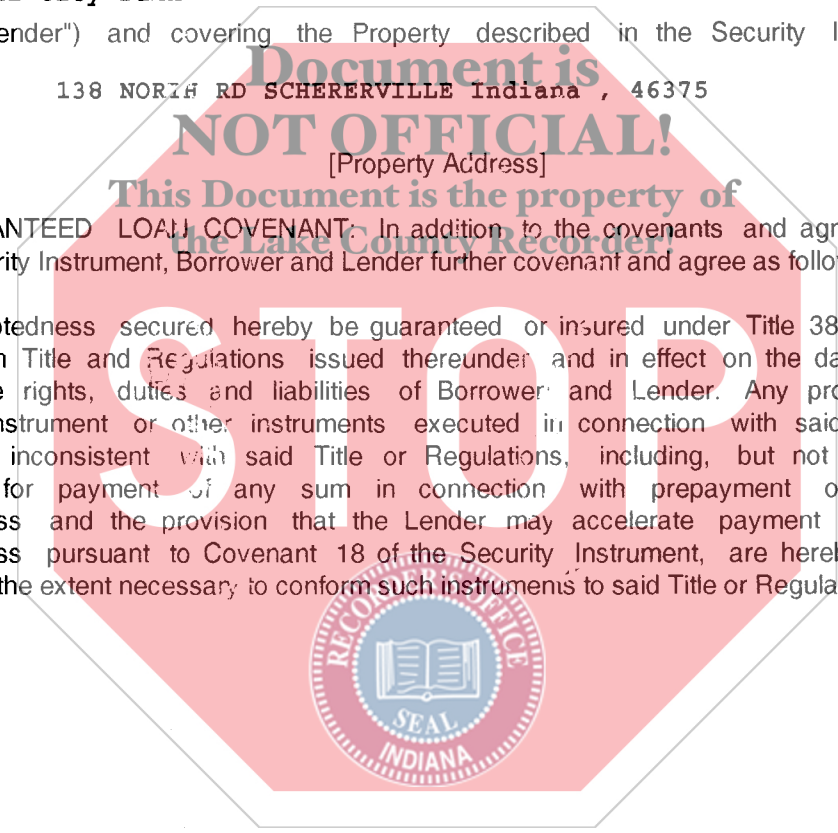 ender") and covering the Property described in the Security I
Document is
138 NORTH RD SCHERERVILLE Indiana , 46375
NOT OFFICIAL!
[Property Address]
This Document is the property of
ANTEED LOAN COVENANT: In addition to the covenants and agr
the Lake County Recorder!
rity Instrument, Borrower and Lender further covenant and agree as follo
otedness secured hereby be guaranteed or insured under Title 38
n Title and Regulations issued thereunder and in effect on the da
e rights, duties and liabilities of Borrower and Lender. Any pro
nstrument or other instruments executed in connection with said
inconsistent with said Title or Regulations, including, but not
for payment of any sum in connection with prepayment o
ss and the provision that the Lender may accelerate payment
ss pursuant to Covenant 18 of the Security Instrument, are hereb
the extent necessary to conform such instruments to said Title or Regula
STOP
RECORDER'S OFFICE
SEAL
INDIANA